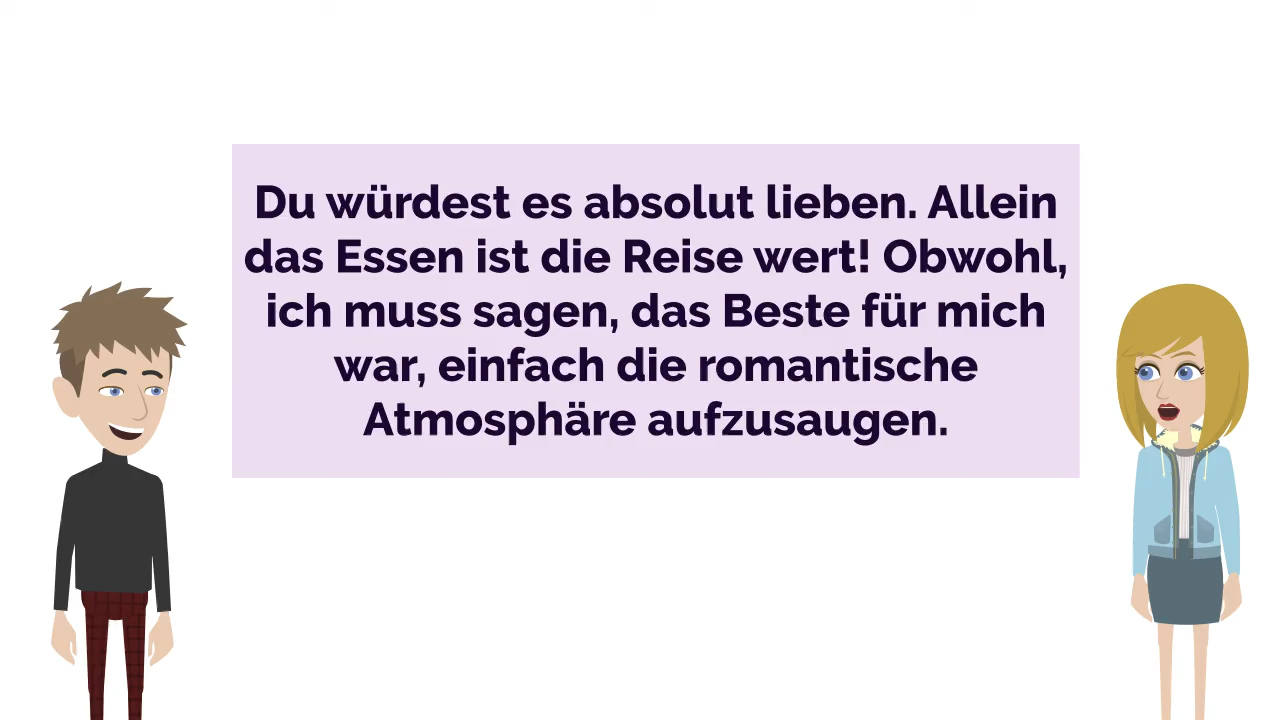 Du würdest es absolut lieben. Allein
das Essen ist die Reise wert! Obwohl,
ich muss sagen, das Beste für mich
war, einfach die romantische
Atmosphäre aufzusaugen.